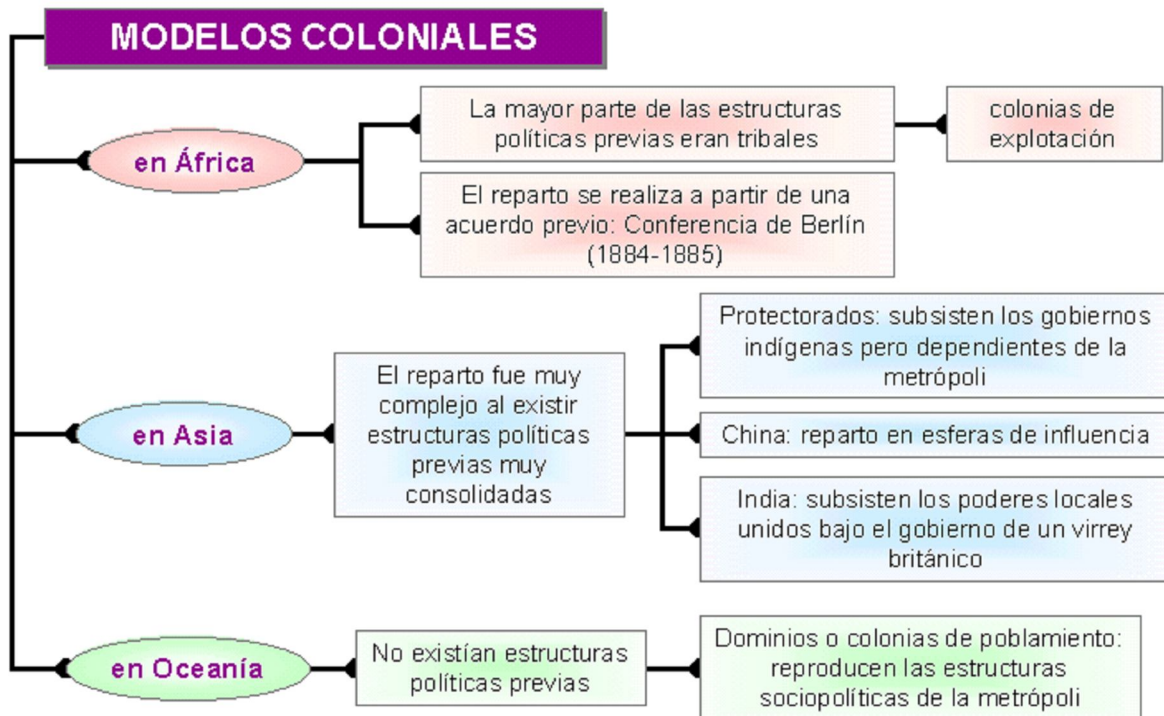 MODELOS COLONIALES
en África
La mayor parte de las estructuras
políticas previas eran tribales
colonias de
explotación
El reparto se realiza a partir de una
acuerdo previo: Conferencia de Berlín
(1884-1885)
en Asia
El reparto fue muy
complejo al existir
estructuras políticas
previas muy
consolidadas
Protectorados: subsisten los gobiernos
indígenas pero dependientes de la
metrópoli
China: reparto en esferas de influencia
India: subsisten los poderes locales
unidos bajo el gobierno de un virrey
británico
en Oceanía
No existían estructuras
políticas previas
Dominios o colonias de poblamiento:
reproducen las estructuras
sociopolíticas de la metrópoli